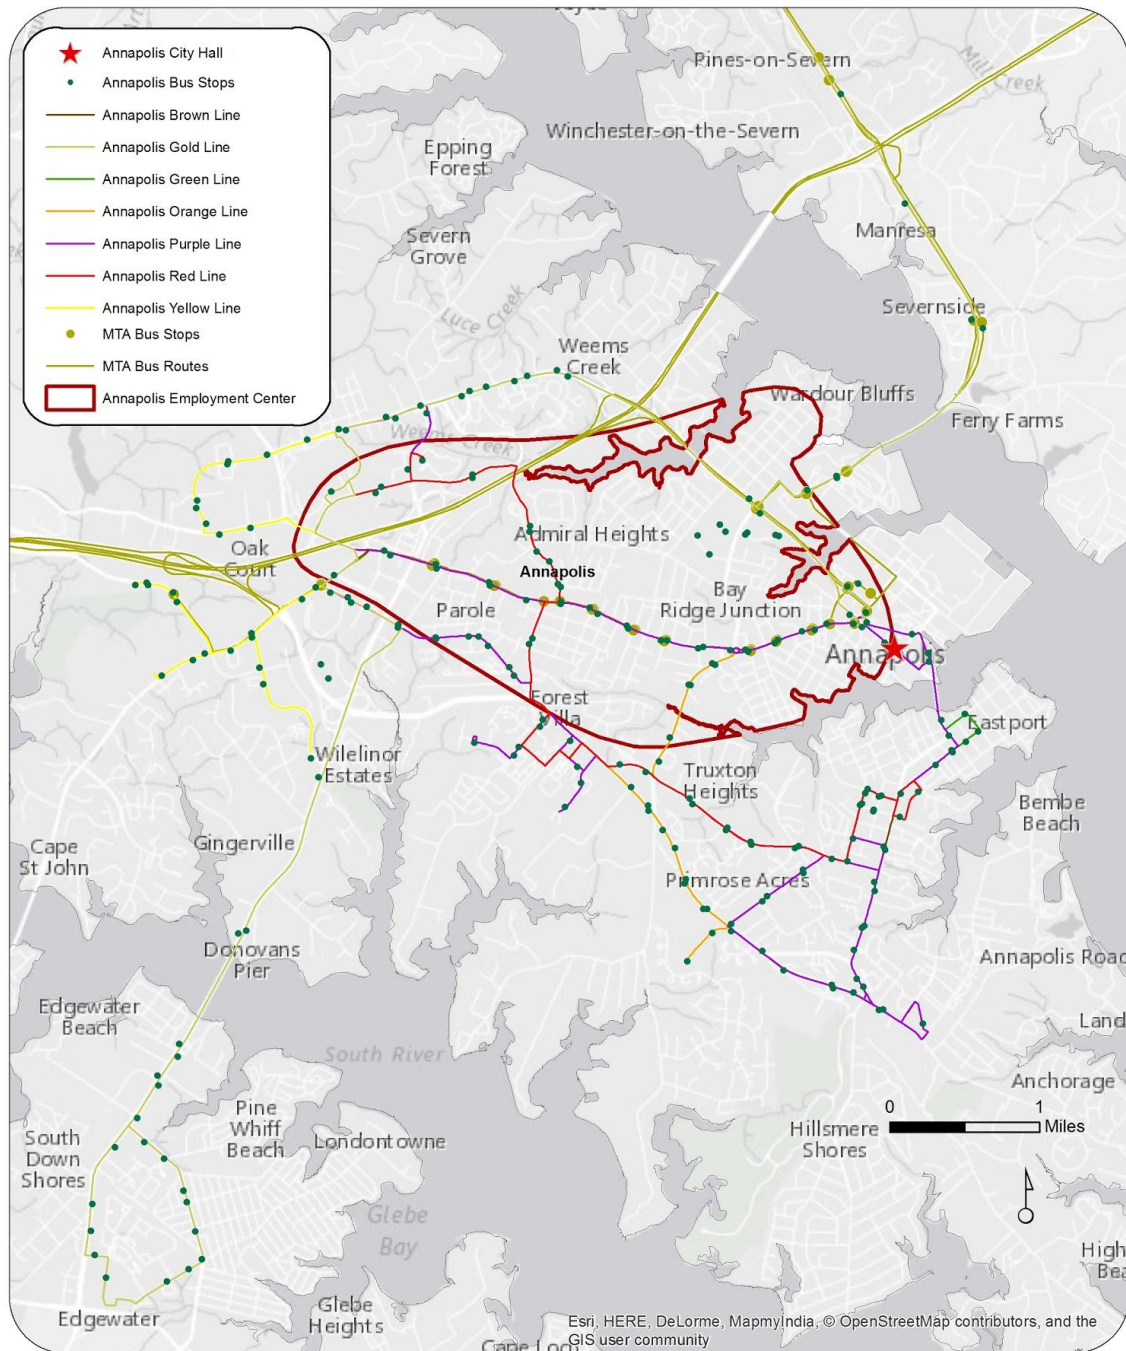 Annapolis City Hall
Annapolis Bus Stops
Annapolis Brown Line
Annapolis Gold Line
Annapolis Green Line
Annapolis Orange Line
Annapolis Purple Line
Annapolis Red Line
Annapolis Yellow Line
MTA Bus Stops
MTA Bus Routes
Annapolis Employment Center
Pines-on-Severn
Mill Creek
Winchester-on-the-Severn
Epping
Forest
Manresa
Severn
Grove
Severnside
Luce Creek
Weems
Creek
Wardour Bluffs
Ferry Farms
Weems Creek
Admiral Heights
Oak
Court
Annapolis
Bay
Ridge Junction
Parole
Annapolis
Forest
Villa
Eastport
Wilelinor
Estates
Truxton
Heights
Bembe
Beach
Gingerville
Cape
St John
Primrose Acres
Donovans
Pier
Annapolis Road
Edgewater
Beach
Land
South River
Anchorage
0 1
Miles
Pine
Whiff
Beach
Londontowne
Hillsmere
Shores
South
Down
Shores
Glebe
Bay
High
Bea
Glebe
Heights
Edgewater
Esri, HERE, DeLorme, MapmyIndia, © OpenStreetMap contributors, and the
GIS user community